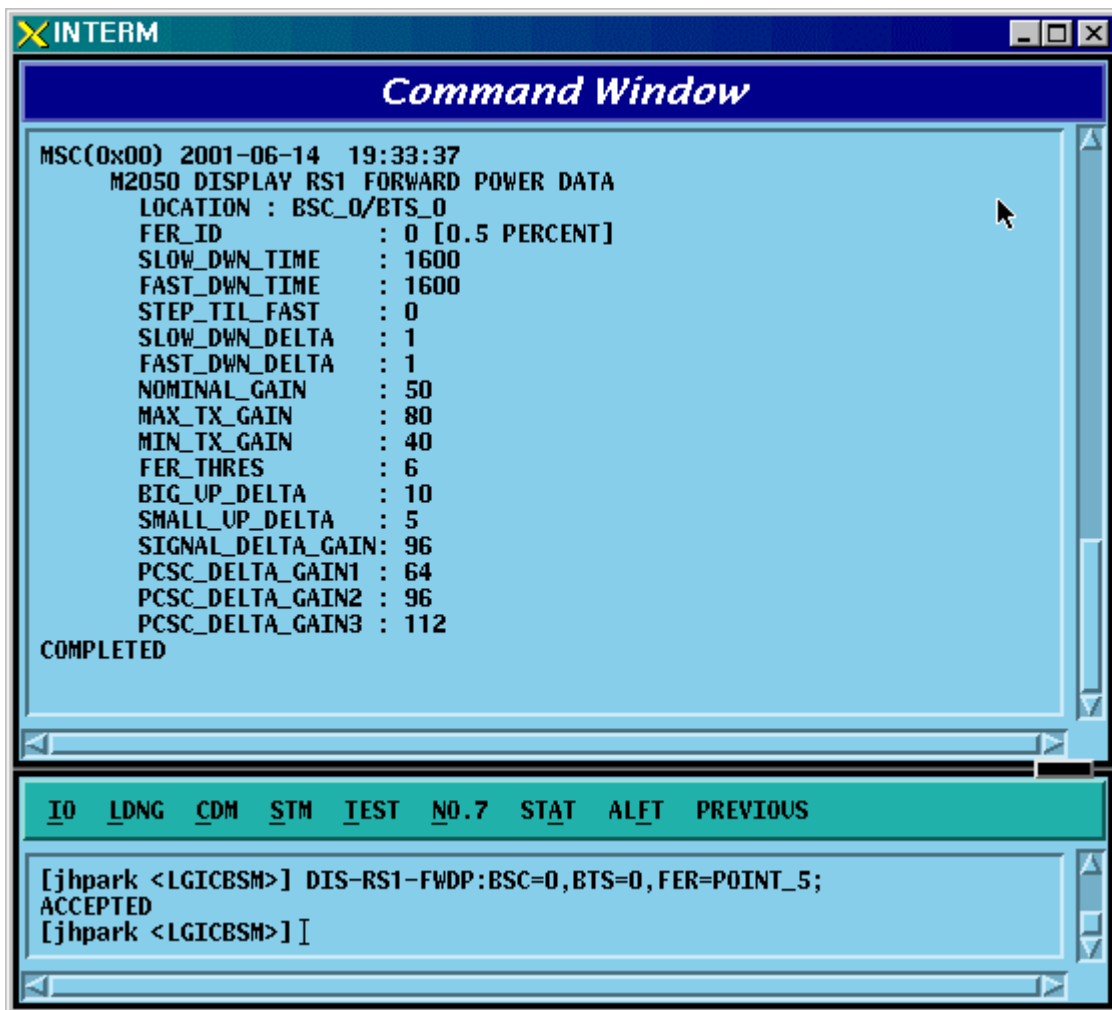 INTERM
Command Window
MSC(0x00) 2001-06-14 19:33:37
M2050 DISPLAY RS1 FORWARD POWER DATA
LOCATION : BSC_0/BTS_0
FER_ID : 0 [0.5 PERCENT]
SLOW_DWN_TIME : 1600
FAST_DWN_TIME : 1600
STEP_TIL_FAST : 0
SLOW_DWN_DELTA : 1
FAST_DWN_DELTA : 1
NOMINAL_GAIN : 50
MAX_TX_GAIN : 80
MIN_TX_GAIN : 40
FER_THRES : 6
BIG_UP_DELTA : 10
SMALL_UP_DELTA : 5
SIGNAL_DELTA_GAIN: 96
PCSC_DELTA_GAIN1 : 64
PCSC_DELTA_GAIN2 : 96
PCSC_DELTA_GAIN3 : 112
COMPLETED
IO LDNG CDM STM TEST NO.7 STAT ALFT PREVIOUS
[jhpark <LGICBSM>] DIS-RS1-FWDP:BSC=0,BTS=0,FER=POINT_5;
ACCEPTED
[jhpark <LGICBSM>]